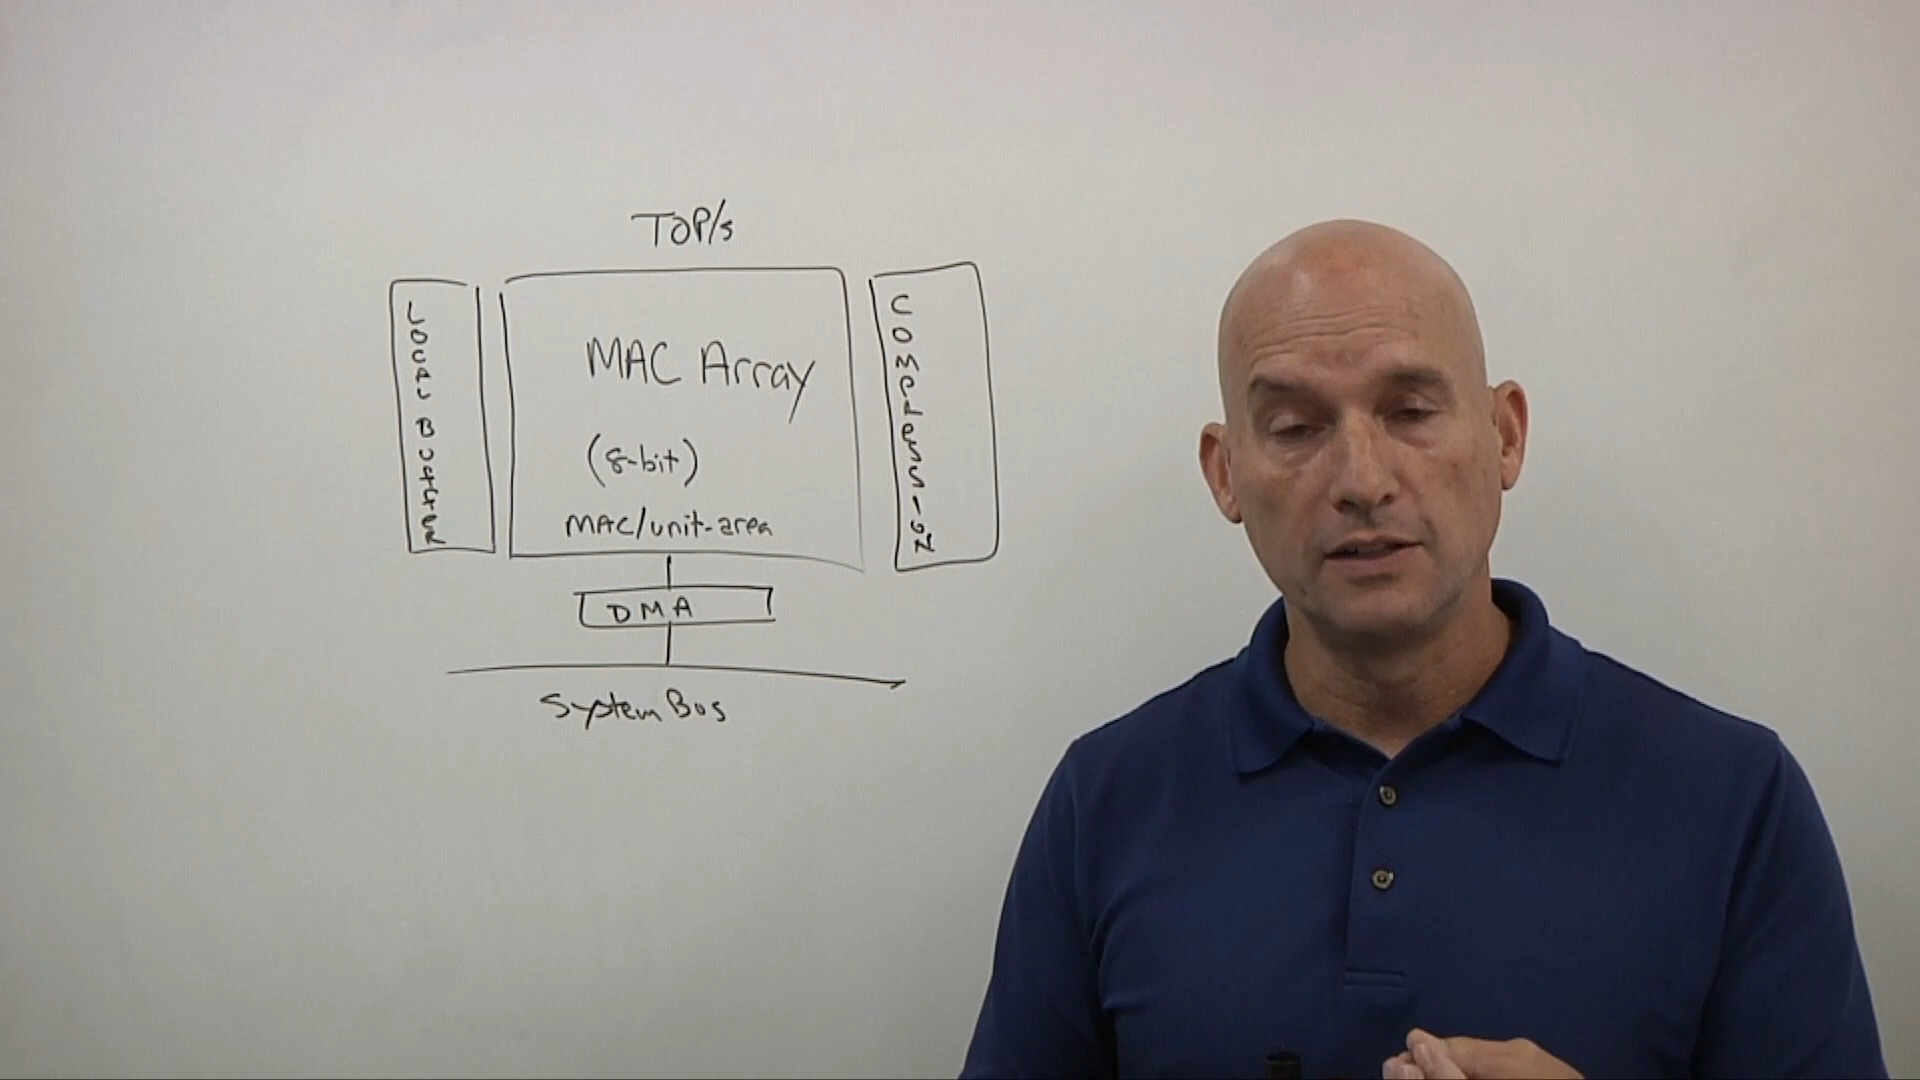 TOP/s
LOCAL BUFFER
MAC Array
(8-bit)
MAC/unit-area
COMPRESSION
DMA
System Bus